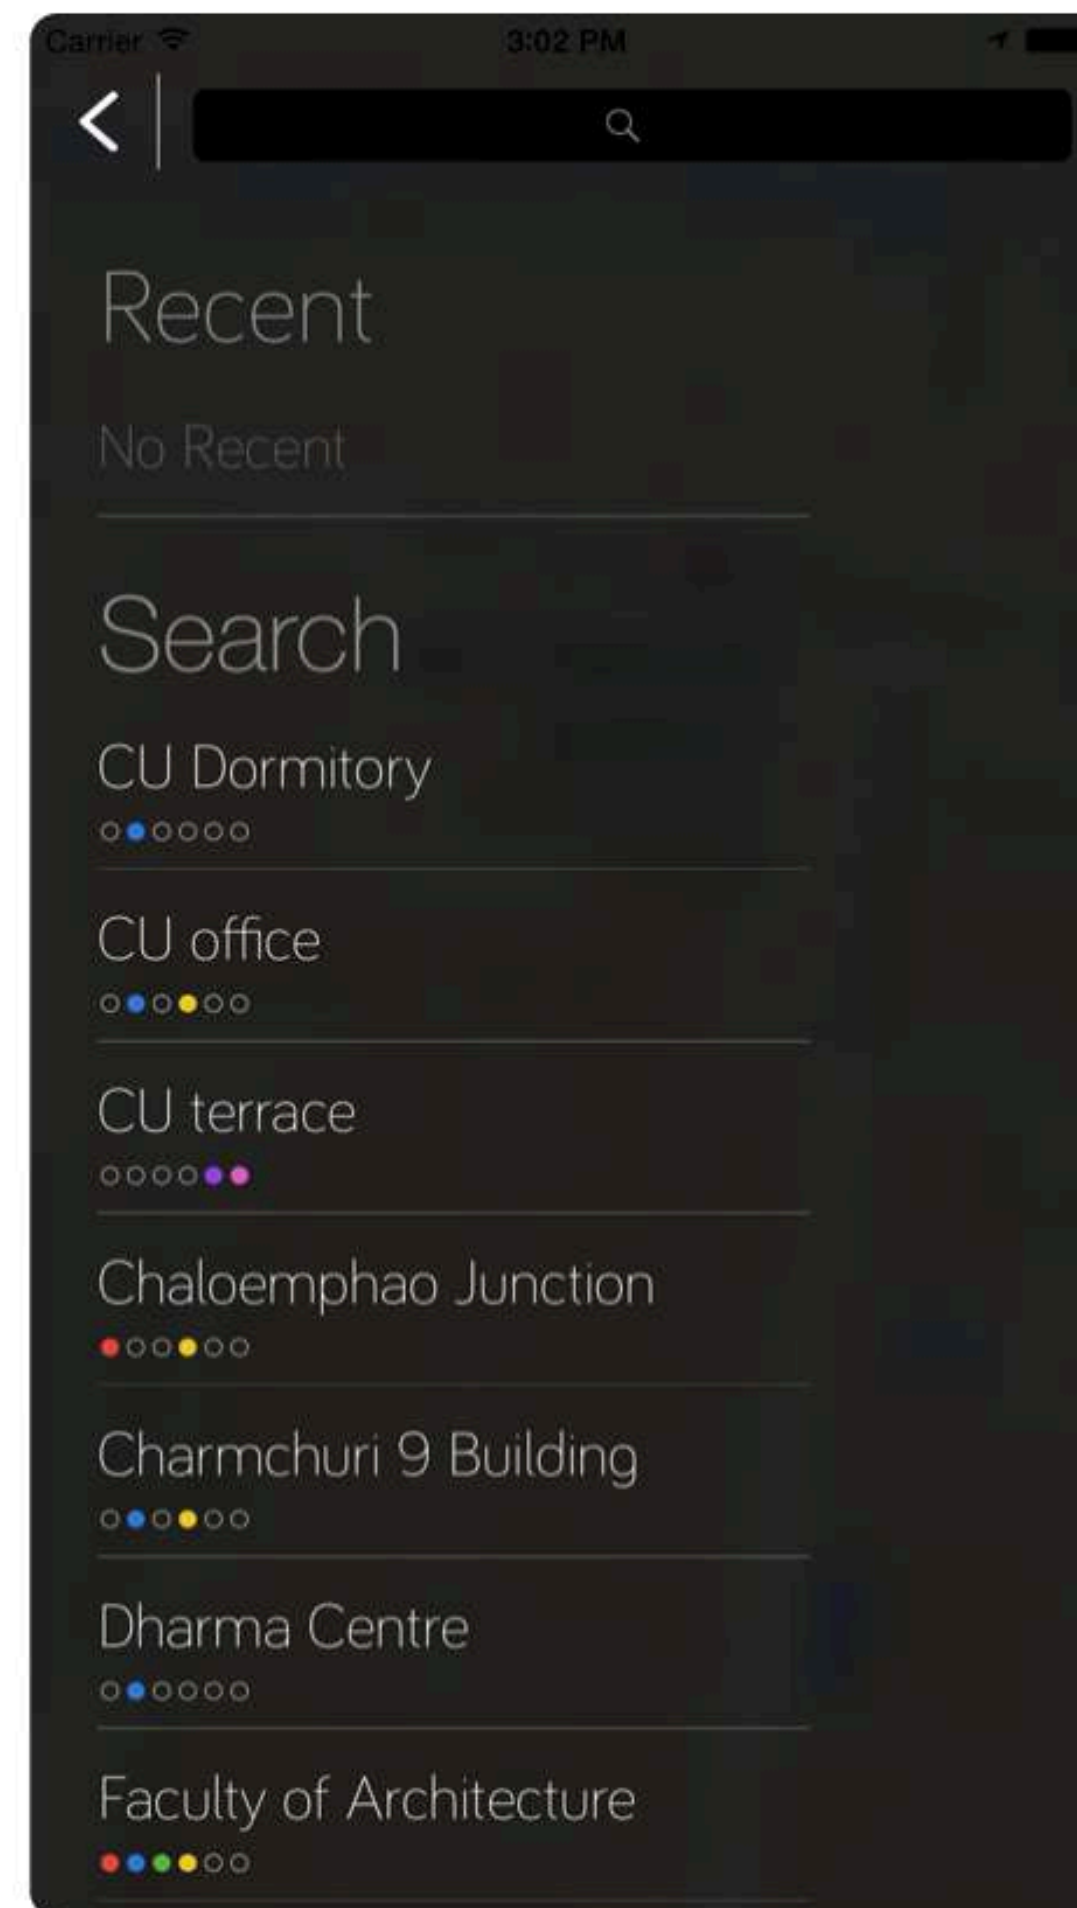 Carrier
3:02 PM
Recent
No Recent
Search
CU Dormitory
CU office
CU terrace
Chaloemphao Junction
Charmchuri 9 Building
Dharma Centre
Faculty of Architecture